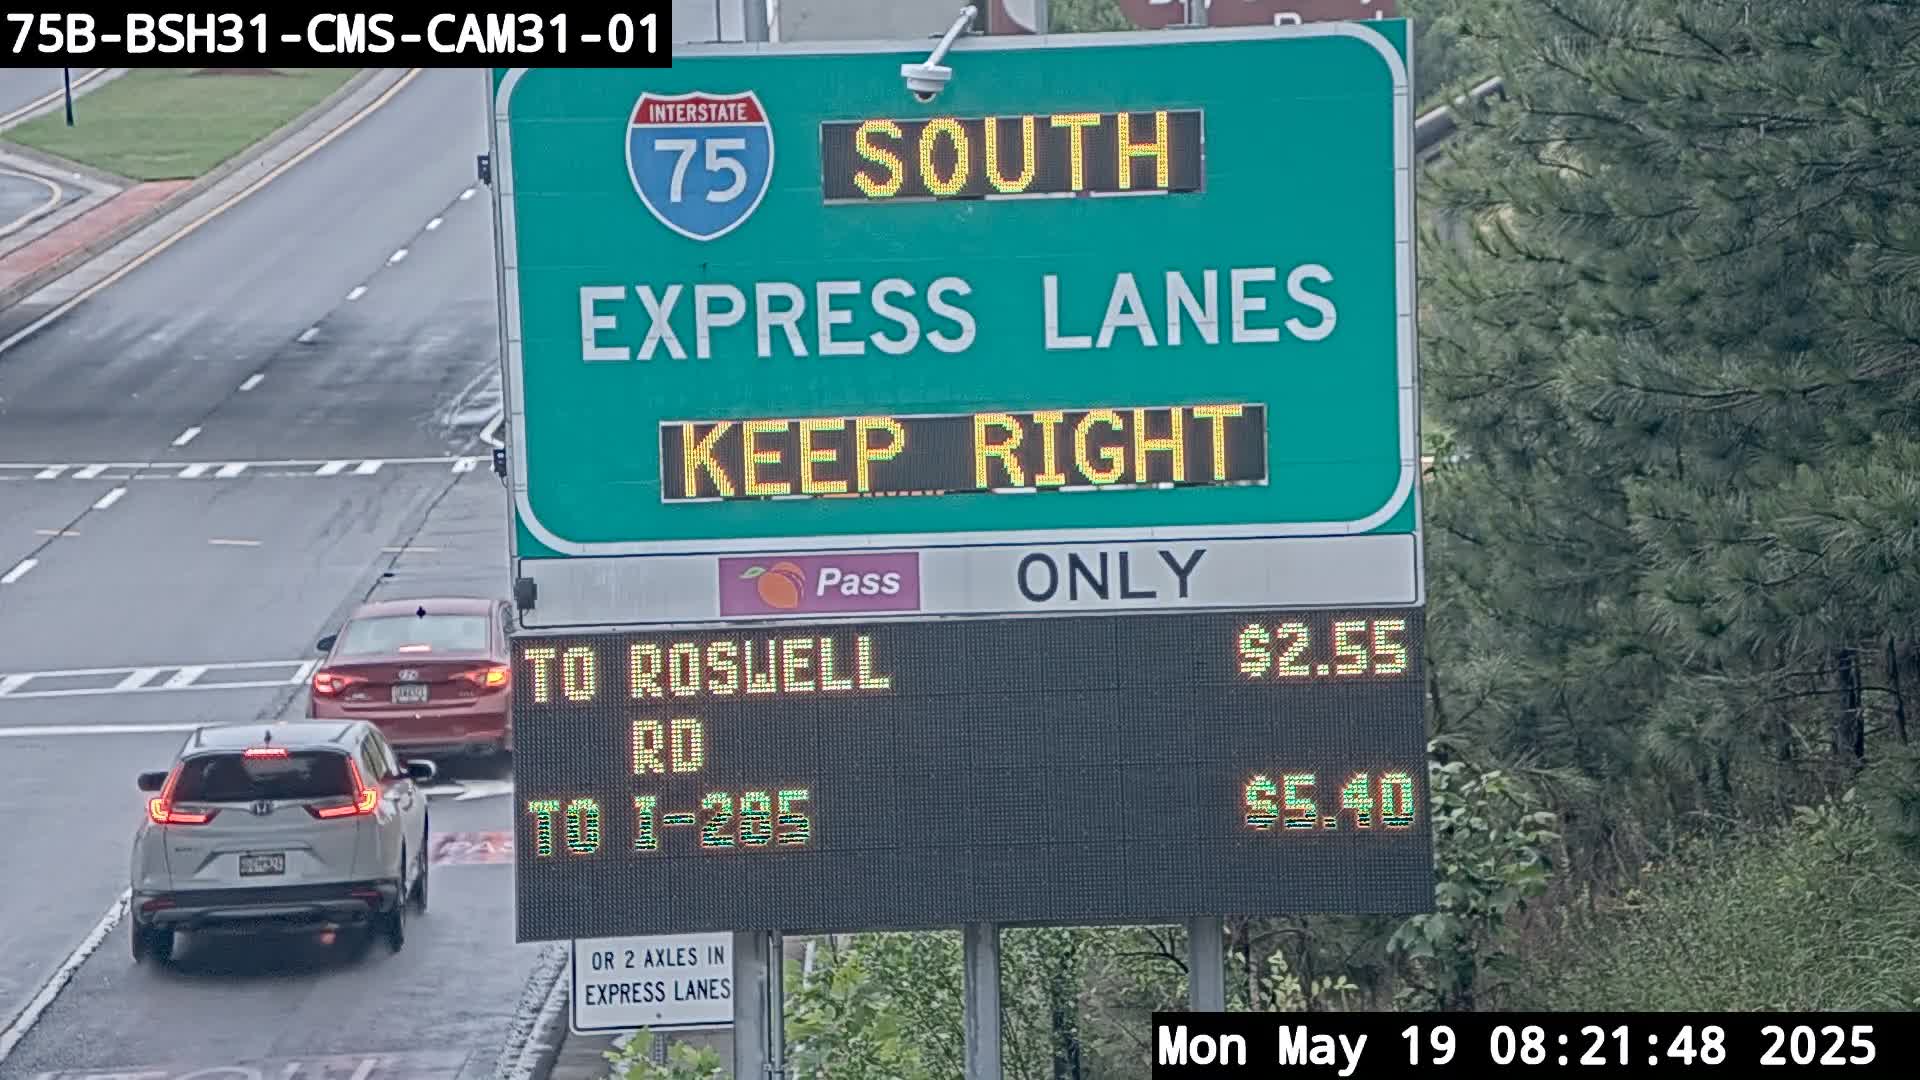 75B-BSH31-CMS-CAM31-01
INTERSTATE
75
SOUTH
EXPRESS LANES
KEEP RIGHT
Pass ONLY
TO ROSWELL $2.55
RD
TO I-285 $5.40
OR 2 AXLES IN
EXPRESS LANES
Mon May 19 08:21:48 2025